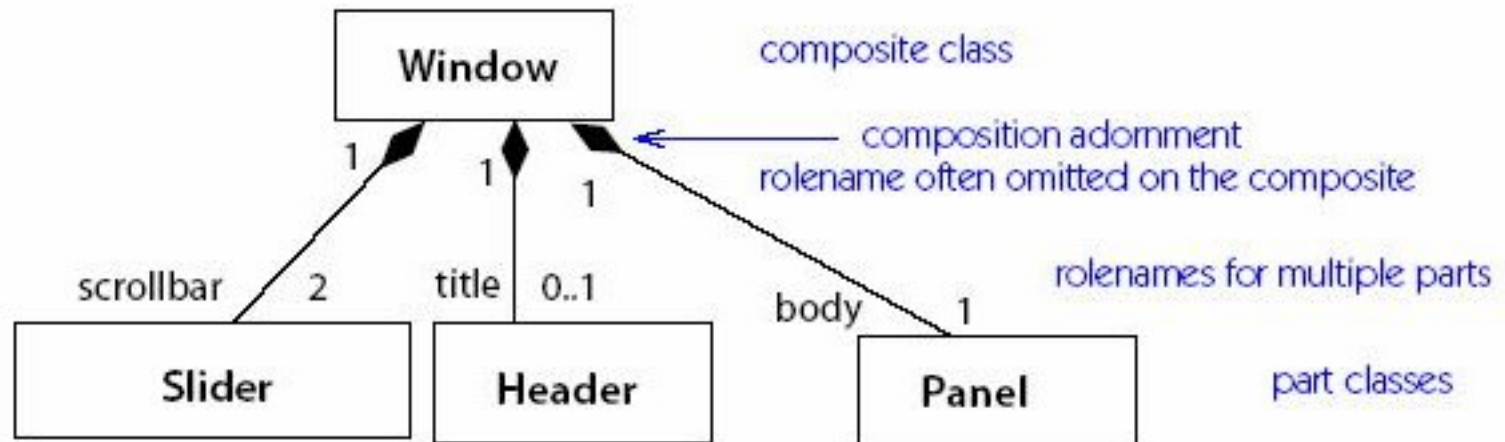 Window
composite class
composition adornment
1
1
1
rolename often omitted on the composite
scrollbar
2
title
0..1
body
1
rolenames for multiple parts
Slider
Header
Panel
part classes